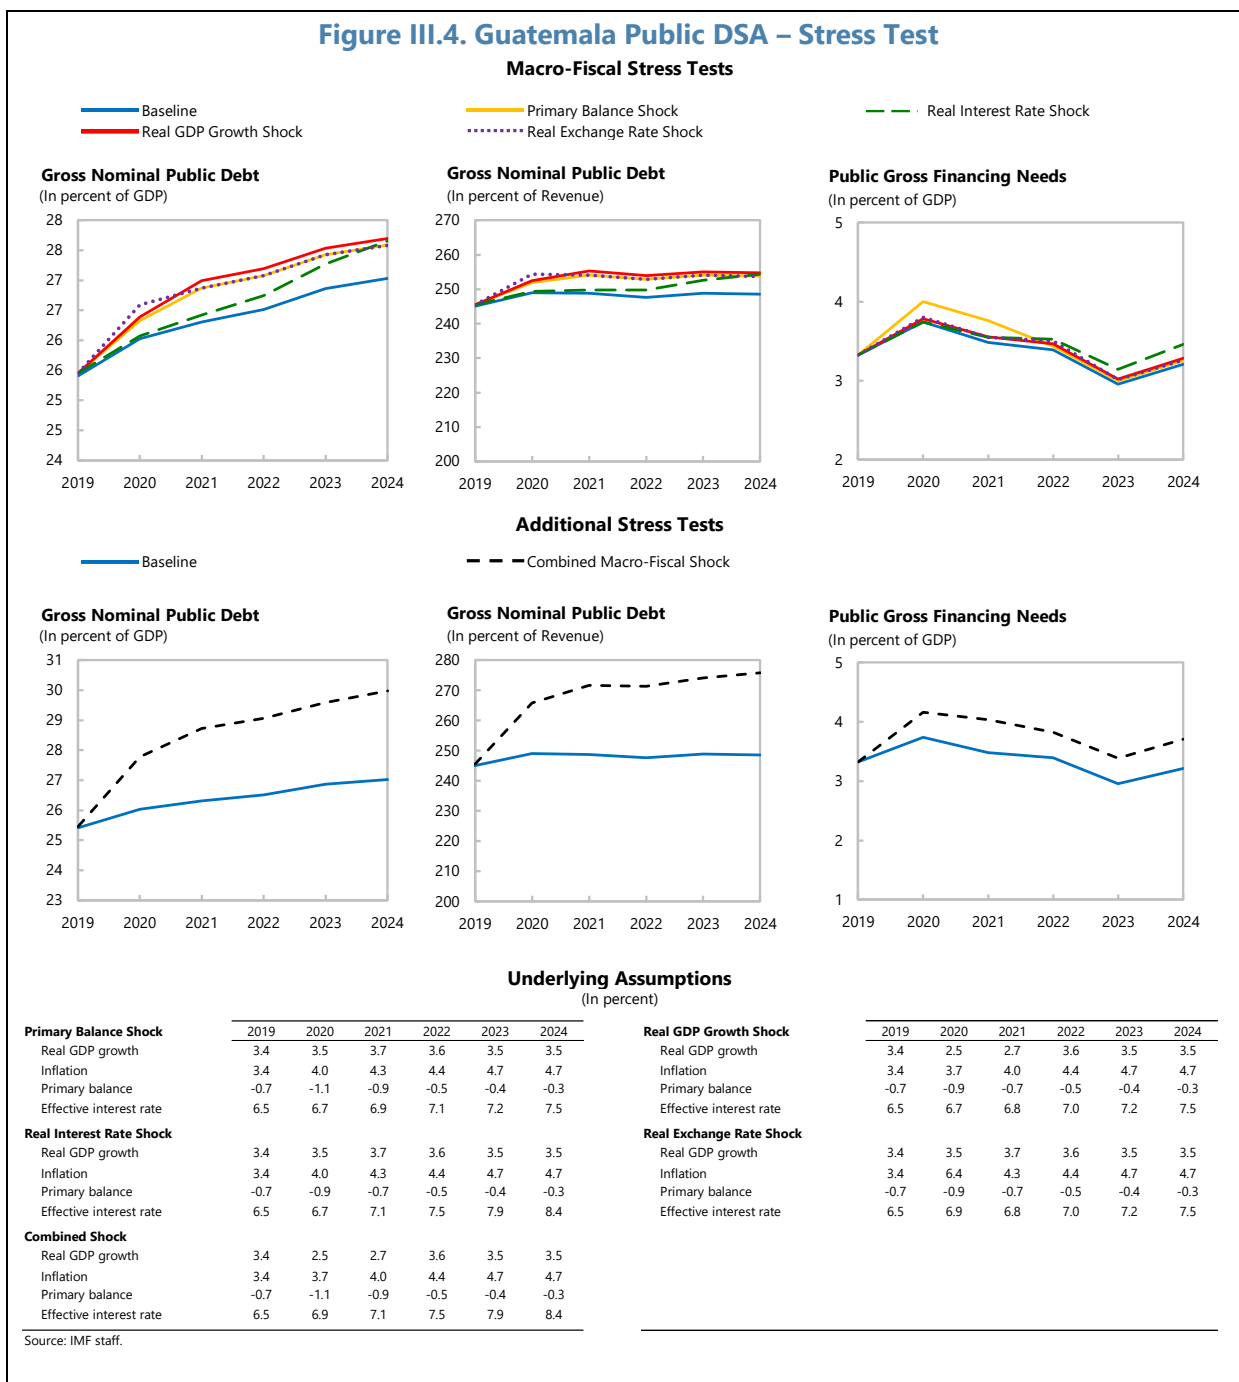 Figure III.4. Guatemala Public DSA – Stress Test
Macro-Fiscal Stress Tests
Baseline
Primary Balance Shock
Real Interest Rate Shock
Real GDP Growth Shock
Real Exchange Rate Shock
Gross Nominal Public Debt
(In percent of GDP)
28
28
27
27
26
26
25
25
24
2019 2020 2021 2022 2023 2024
Gross Nominal Public Debt
(In percent of Revenue)
270
260
250
240
230
220
210
200
2019 2020 2021 2022 2023 2024
Public Gross Financing Needs
(In percent of GDP)
5
4
3
2
2019 2020 2021 2022 2023 2024
Additional Stress Tests
Baseline
Combined Macro-Fiscal Shock
Gross Nominal Public Debt
(In percent of GDP)
31
30
29
28
27
26
25
24
23
2019 2020 2021 2022 2023 2024
Gross Nominal Public Debt
(In percent of Revenue)
280
270
260
250
240
230
220
210
200
2019 2020 2021 2022 2023 2024
Public Gross Financing Needs
(In percent of GDP)
5
4
3
2
1
2019 2020 2021 2022 2023 2024
Underlying Assumptions
(In percent)
Primary Balance Shock 2019 2020 2021 2022 2023 2024
Real GDP growth 3.4 3.5 3.7 3.6 3.5 3.5
Inflation 3.4 4.0 4.3 4.4 4.7 4.7
Primary balance -0.7 -1.1 -0.9 -0.5 -0.4 -0.3
Effective interest rate 6.5 6.7 6.9 7.1 7.2 7.5
Real Interest Rate Shock
Real GDP growth 3.4 3.5 3.7 3.6 3.5 3.5
Inflation 3.4 4.0 4.3 4.4 4.7 4.7
Primary balance -0.7 -0.9 -0.7 -0.5 -0.4 -0.3
Effective interest rate 6.5 6.7 7.1 7.5 7.9 8.4
Combined Shock
Real GDP growth 3.4 2.5 2.7 3.6 3.5 3.5
Inflation 3.4 3.7 4.0 4.4 4.7 4.7
Primary balance -0.7 -1.1 -0.9 -0.5 -0.4 -0.3
Effective interest rate 6.5 6.9 7.1 7.5 7.9 8.4
Real GDP Growth Shock 2019 2020 2021 2022 2023 2024
Real GDP growth 3.4 2.5 2.7 3.6 3.5 3.5
Inflation 3.4 3.7 4.0 4.4 4.7 4.7
Primary balance -0.7 -0.9 -0.7 -0.5 -0.4 -0.3
Effective interest rate 6.5 6.7 6.8 7.0 7.2 7.5
Real Exchange Rate Shock
Real GDP growth 3.4 3.5 3.7 3.6 3.5 3.5
Inflation 3.4 6.4 4.3 4.4 4.7 4.7
Primary balance -0.7 -0.9 -0.7 -0.5 -0.4 -0.3
Effective interest rate 6.5 6.9 6.8 7.0 7.2 7.5
Source: IMF staff.